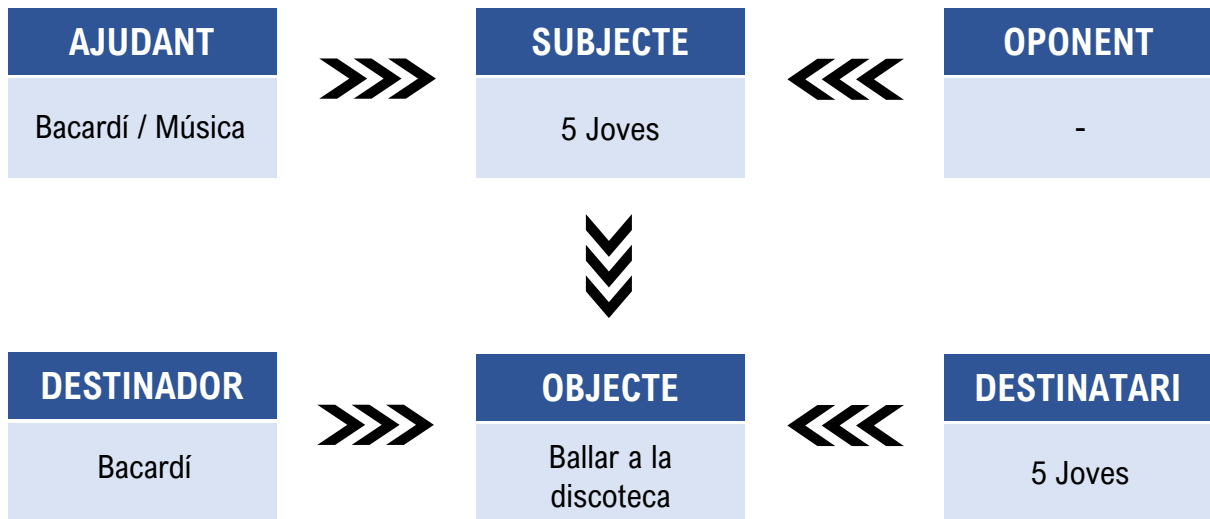 AJUDANT
Bacardí / Música
SUBJECTE
5 Joves
OPONENT
-
DESTINADOR
Bacardí
OBJECTE
Ballar a la
discoteca
DESTINATARI
5 Joves